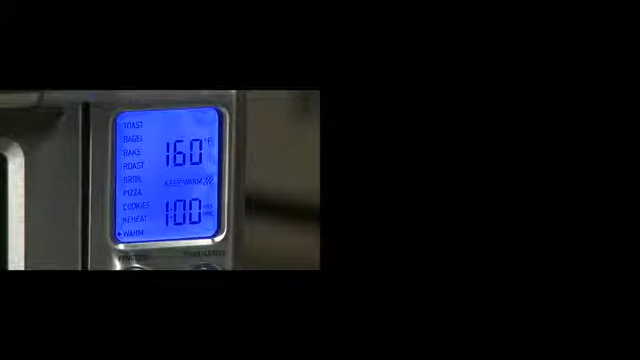 TOAST
BAGEL
BAKE
ROAST
BROIL
PIZZA
COOKIES
REHEAT
WARM
160°F
KEEP WARM
1:00